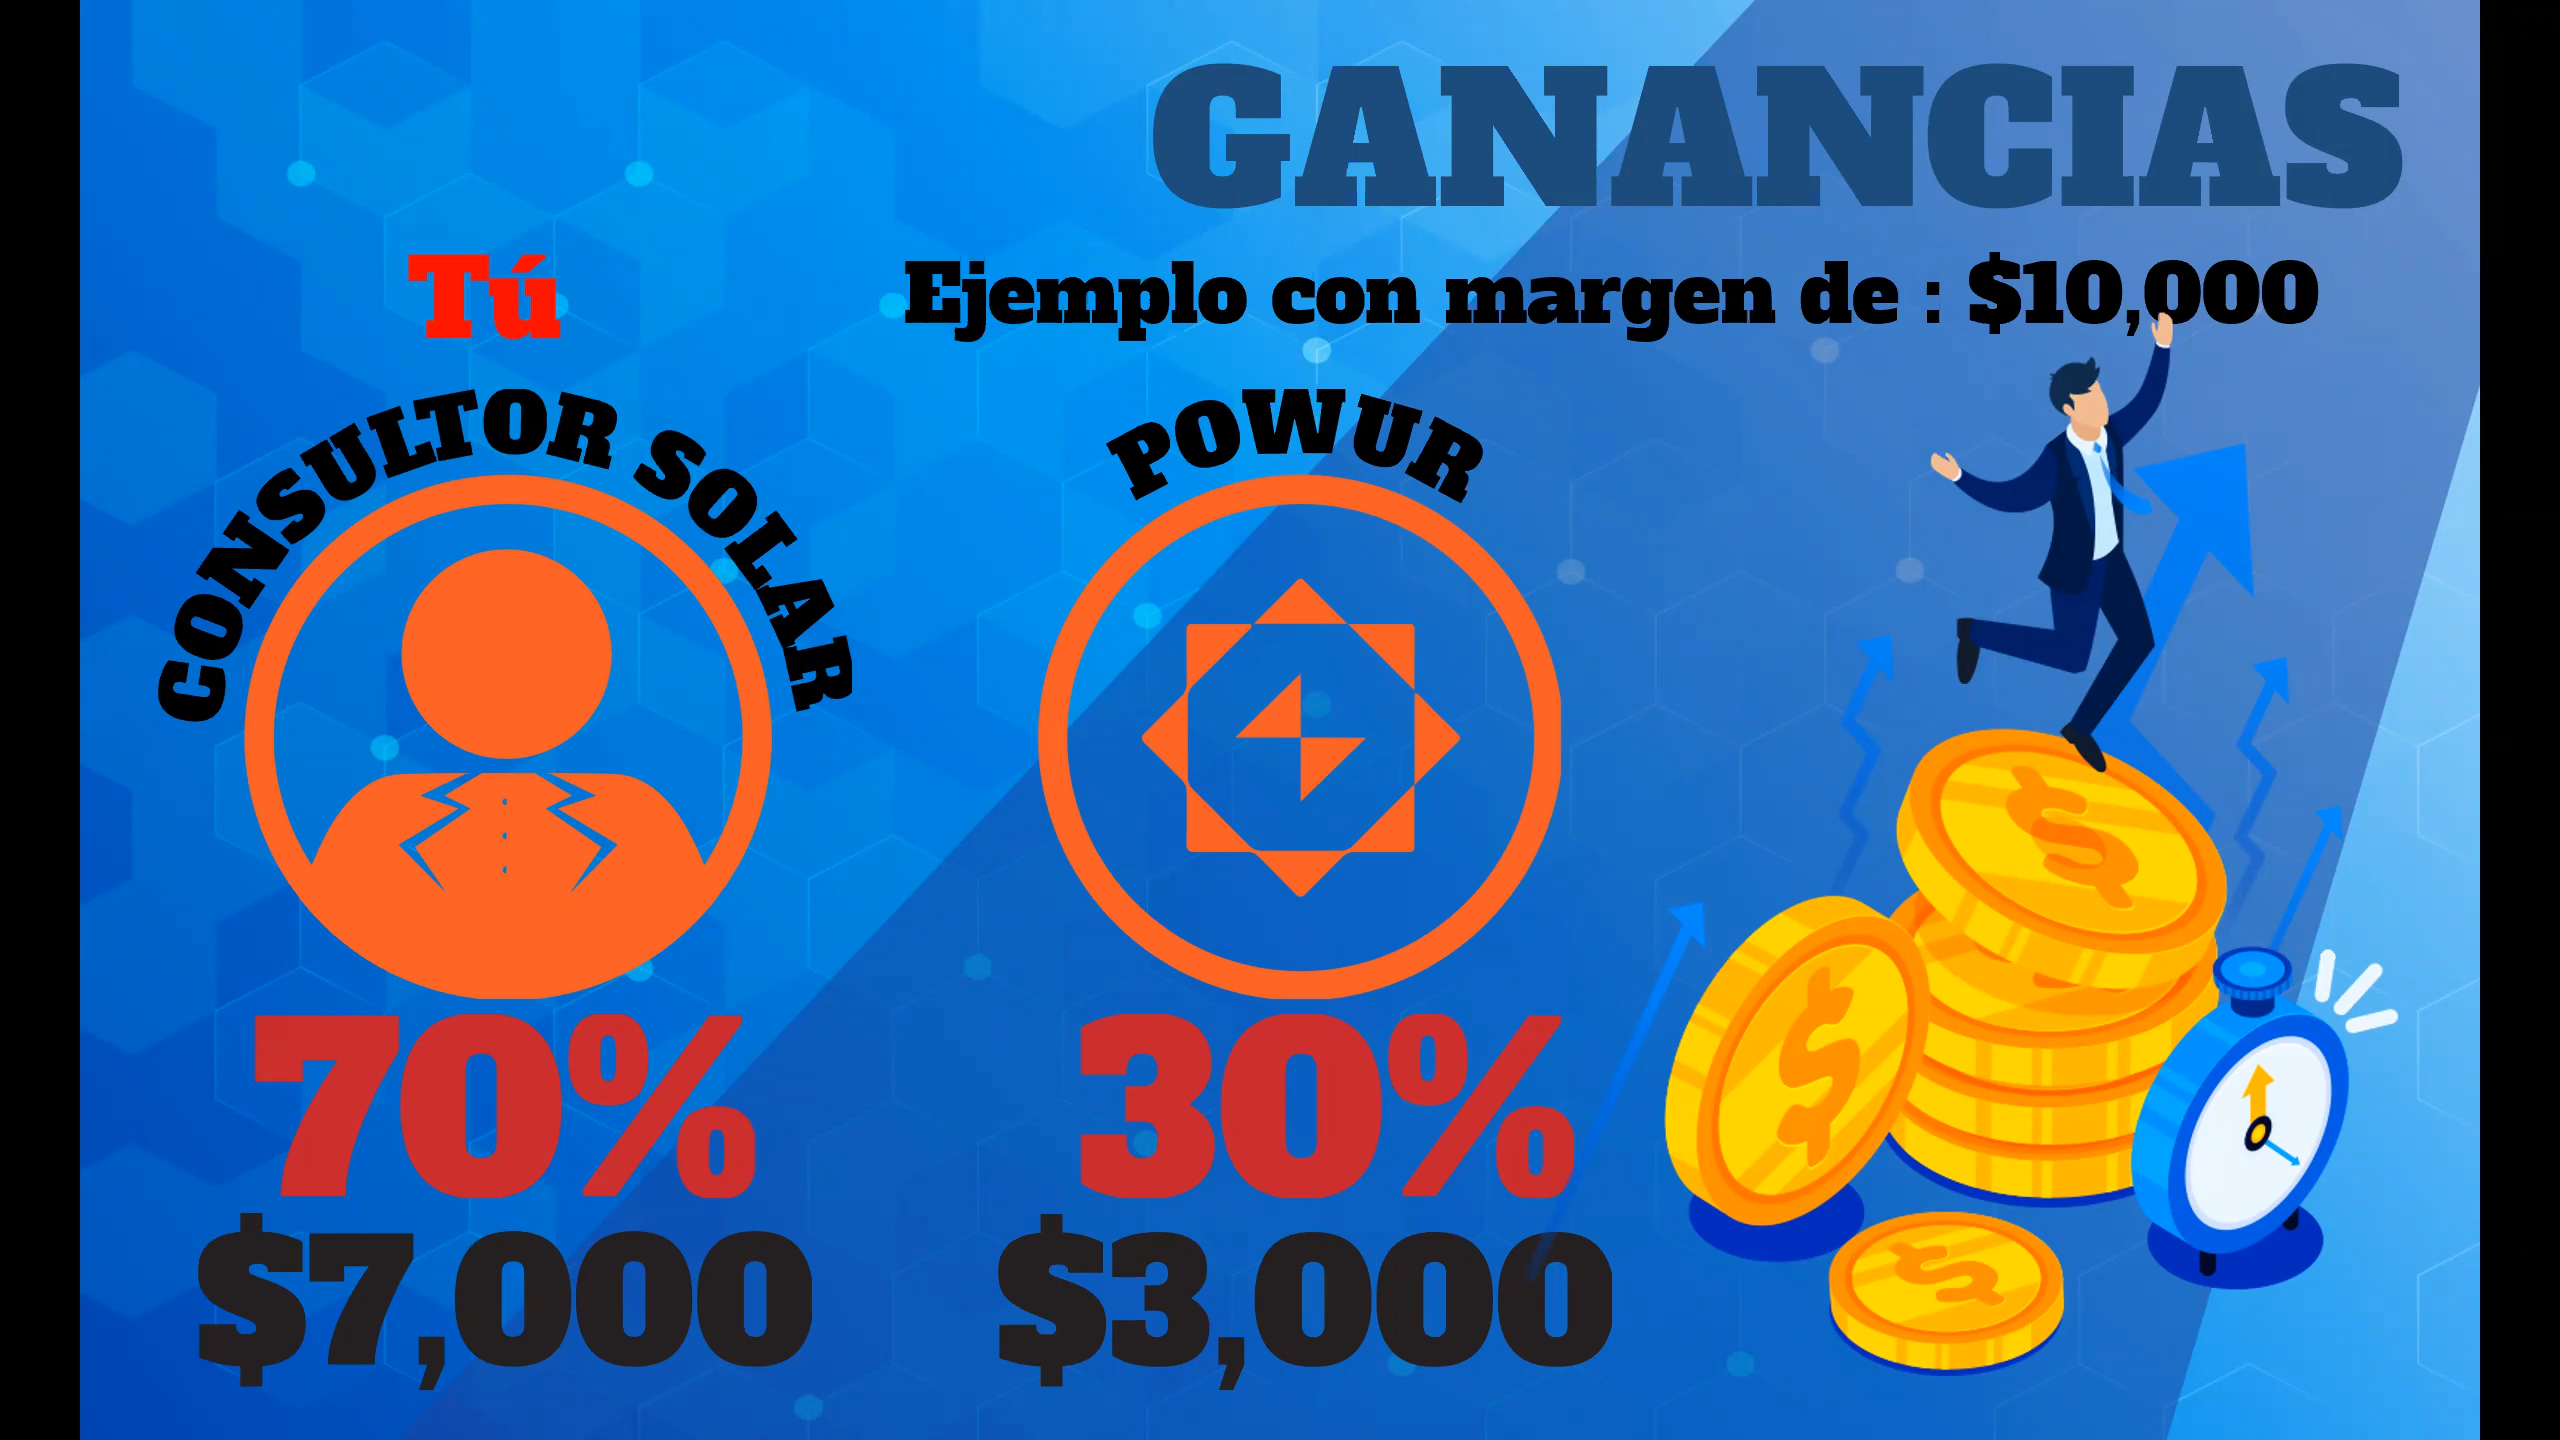 GANANCIAS
Tú
Ejemplo con margen de : $10,000
CONSULTOR SOLAR
POWUR
70%
30%
$7,000
$3,000